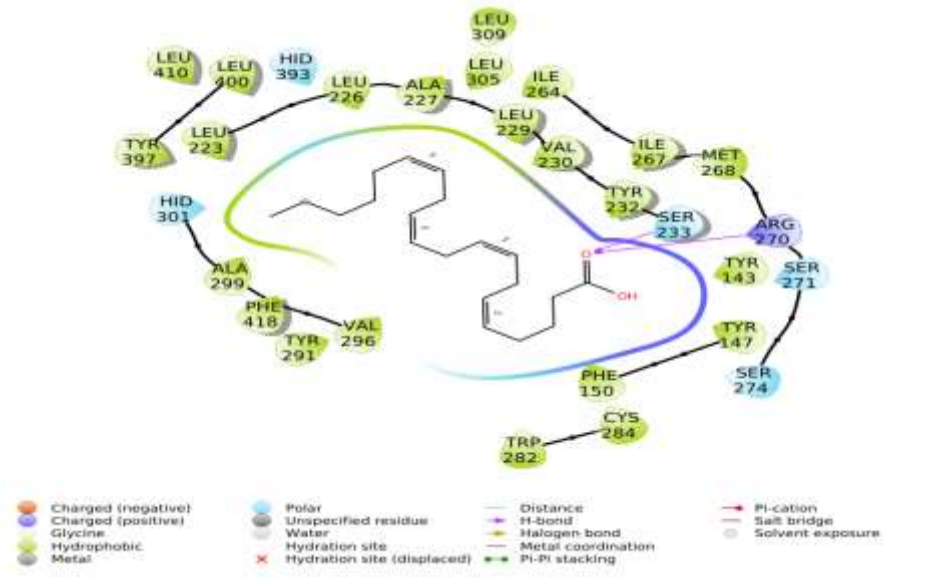 LEU
309
LEU
410
LEU
400
HID
393
LEU
226
ALA
227
LEU
305
ILE
264
LEU
229
TYR
397
LEU
223
VAL
230
ILE
267
MET
268
HID
301
TYR
232
SER
233
ARG
270
O
OH
ALA
299
TYR
143
SER
271
PHE
418
VAL
296
TYR
291
TYR
147
PHE
150
SER
274
CYS
284
TRP
282
Charged (negative)
Charged (positive)
Glycine
Hydrophobic
Metal
Polar
Unspecified residue
Water
Hydration site
Hydration site (displaced)
Distance
H-bond
Halogen bond
Metal coordination
Pi-Pi stacking
Pi-cation
Salt bridge
Solvent exposure